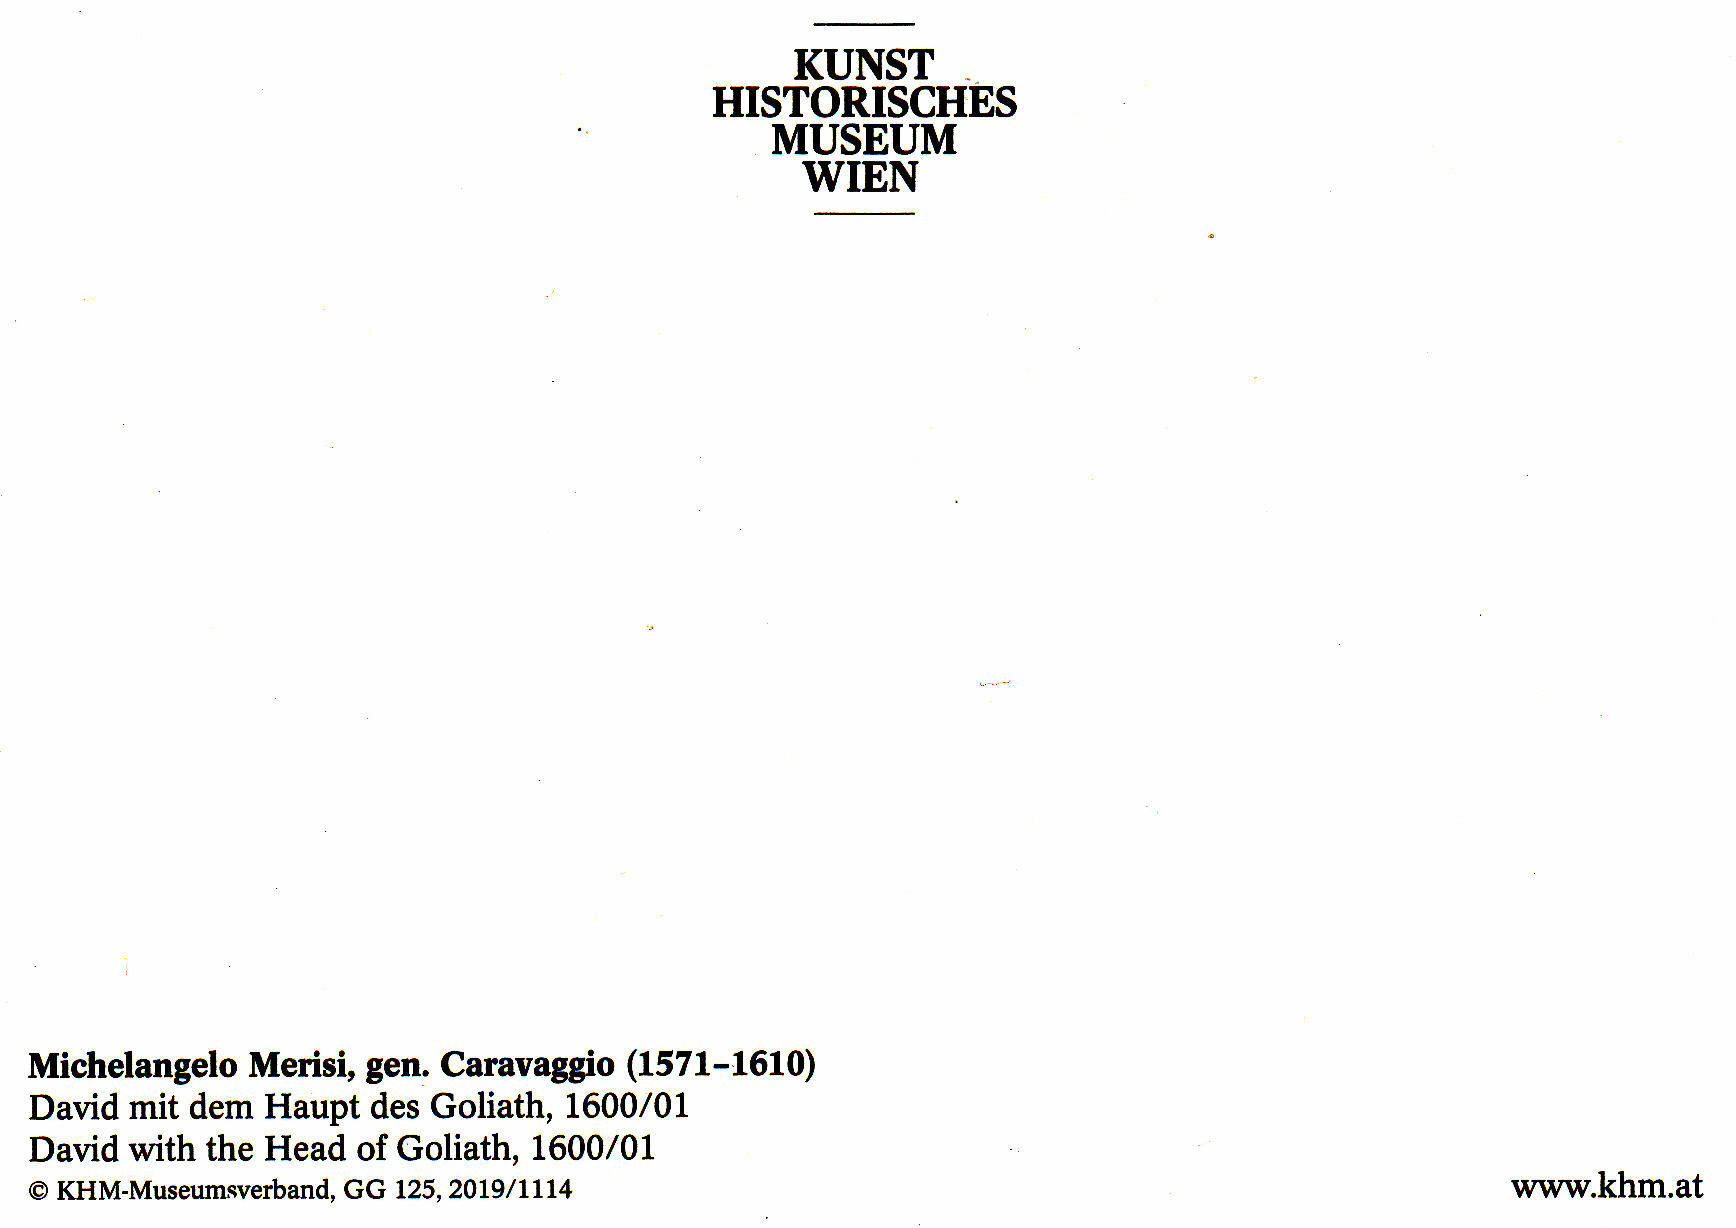 KUNST
HISTORISCHES
MUSEUM
WIEN
Michelangelo Merisi, gen. Caravaggio (1571–1610)
David mit dem Haupt des Goliath, 1600/01
David with the Head of Goliath, 1600/01
© KHM-Museumsverband, GG 125, 2019/1114
www.khm.at